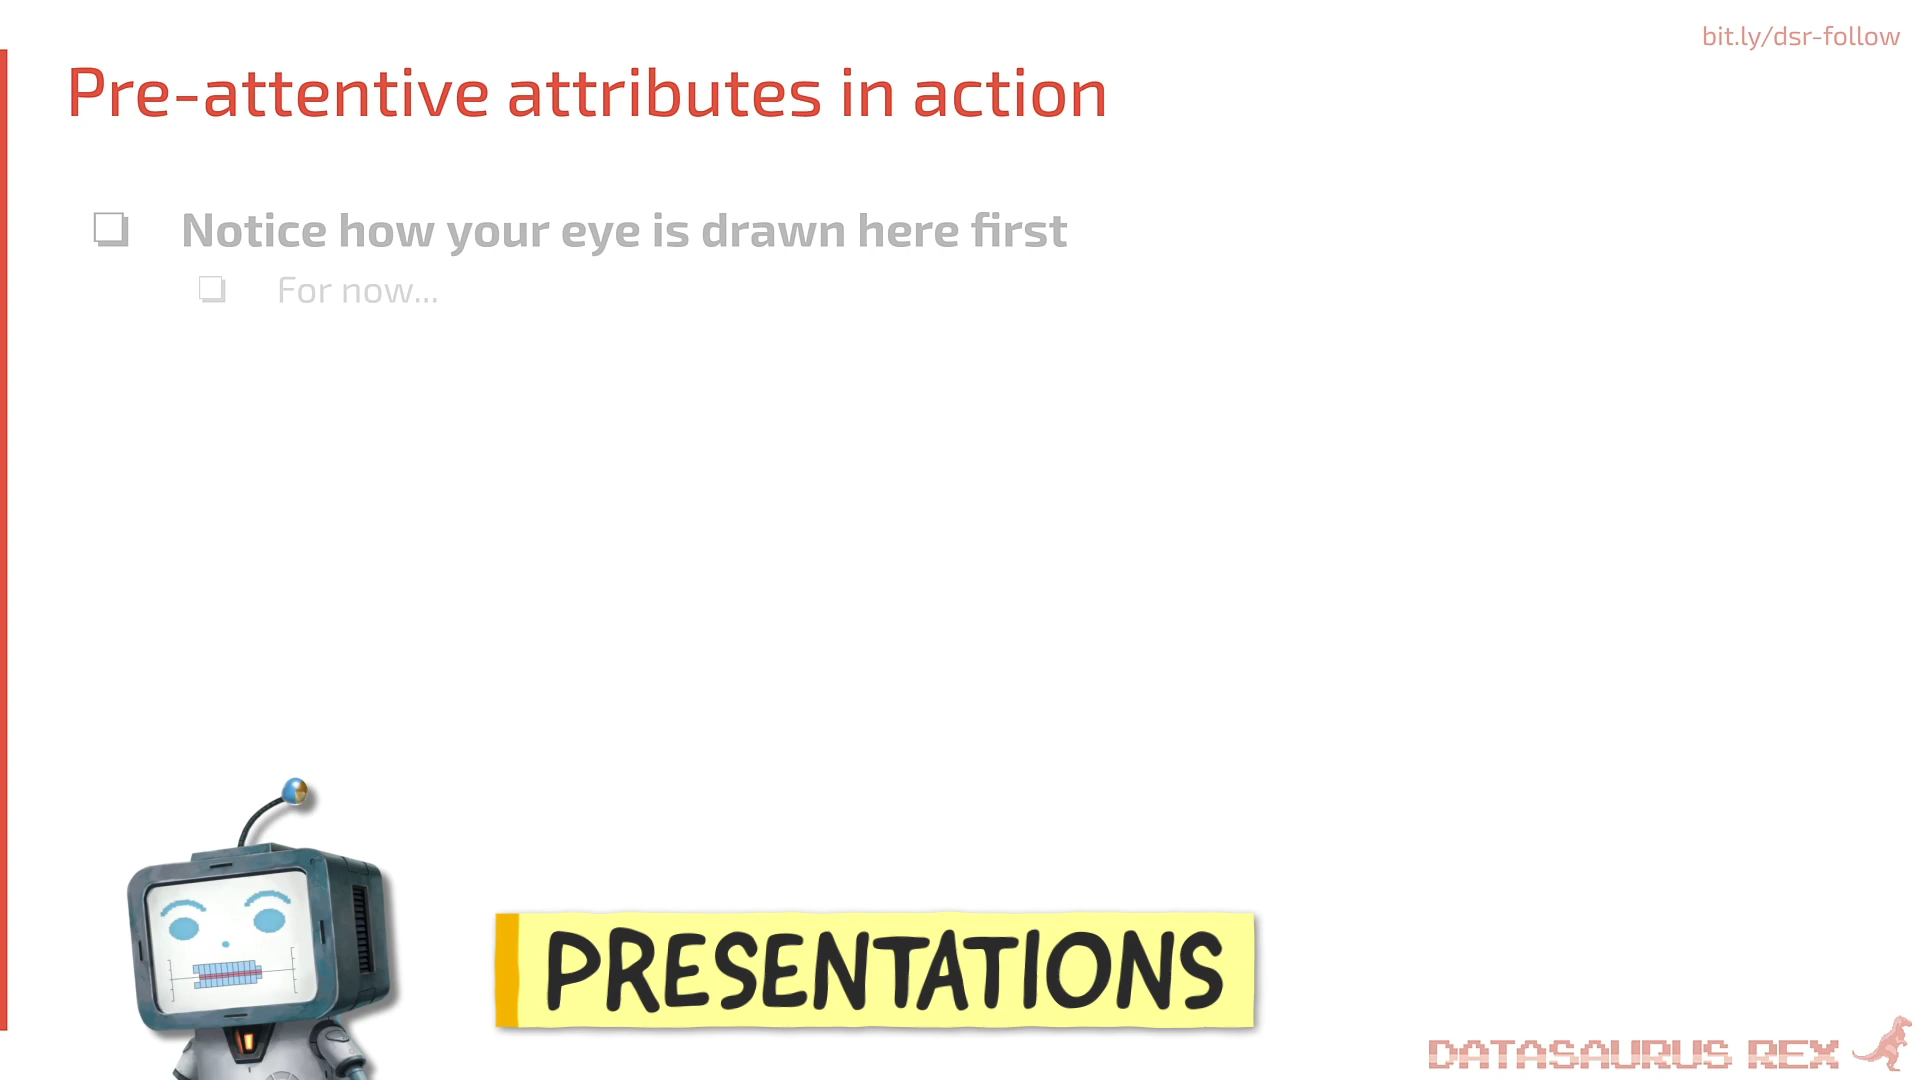 bit.ly/dsr-follow
Pre-attentive attributes in action
Notice how your eye is drawn here first
For now...
PRESENTATIONS
DATASAURUS REX